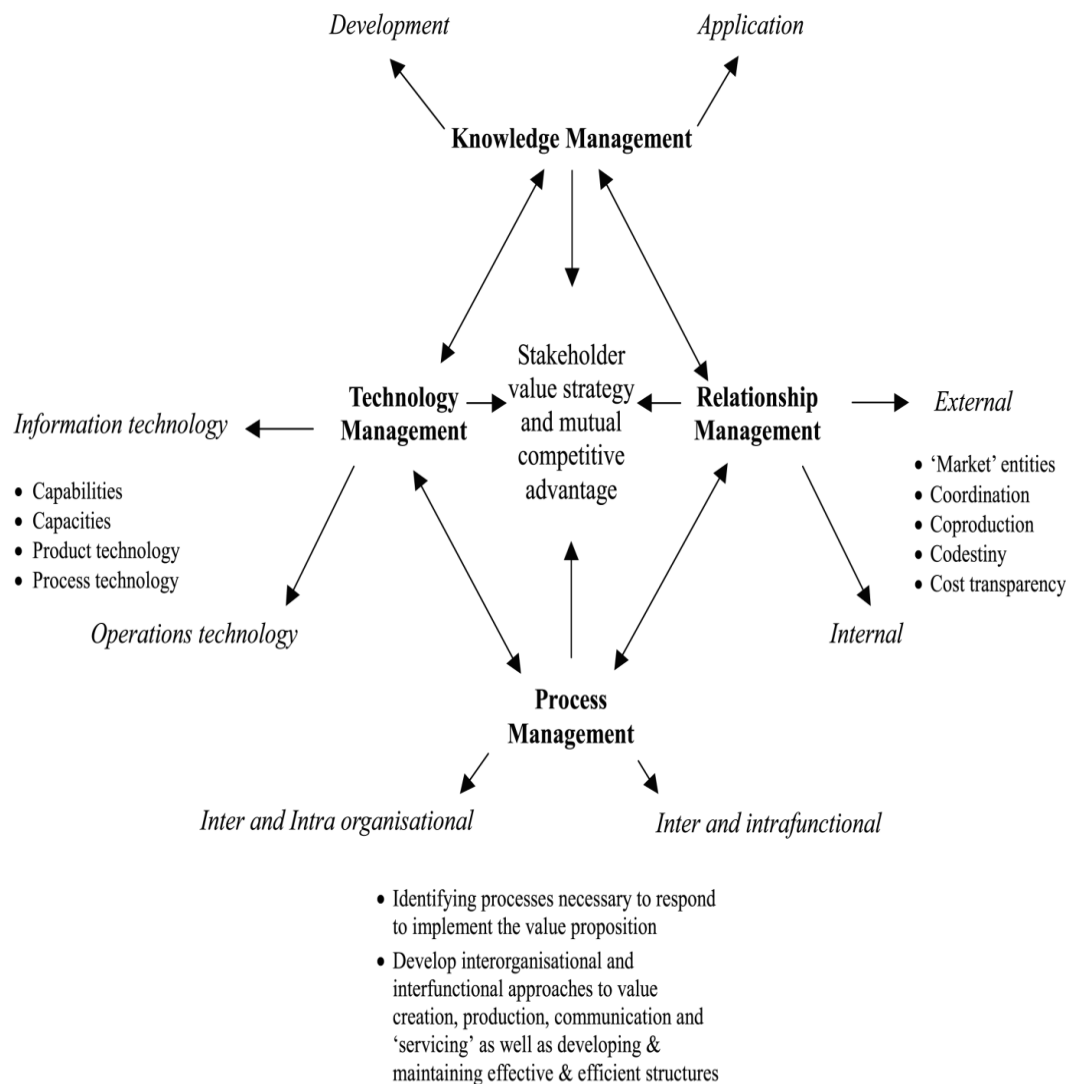 Development
Application
Knowledge Management
Stakeholder
value strategy
and mutual
competitive
advantage
Technology
Management
Relationship
Management
Information technology
• Capabilities
• Capacities
• Product technology
• Process technology
Operations technology
External
• ‘Market’ entities
• Coordination
• Coproduction
• Codestiny
• Cost transparency
Internal
Process
Management
Inter and Intra organisational
Inter and intrafunctional
• Identifying processes necessary to respond
to implement the value proposition
• Develop interorganisational and
interfunctional approaches to value
creation, production, communication and
‘servicing’ as well as developing &
maintaining effective & efficient structures